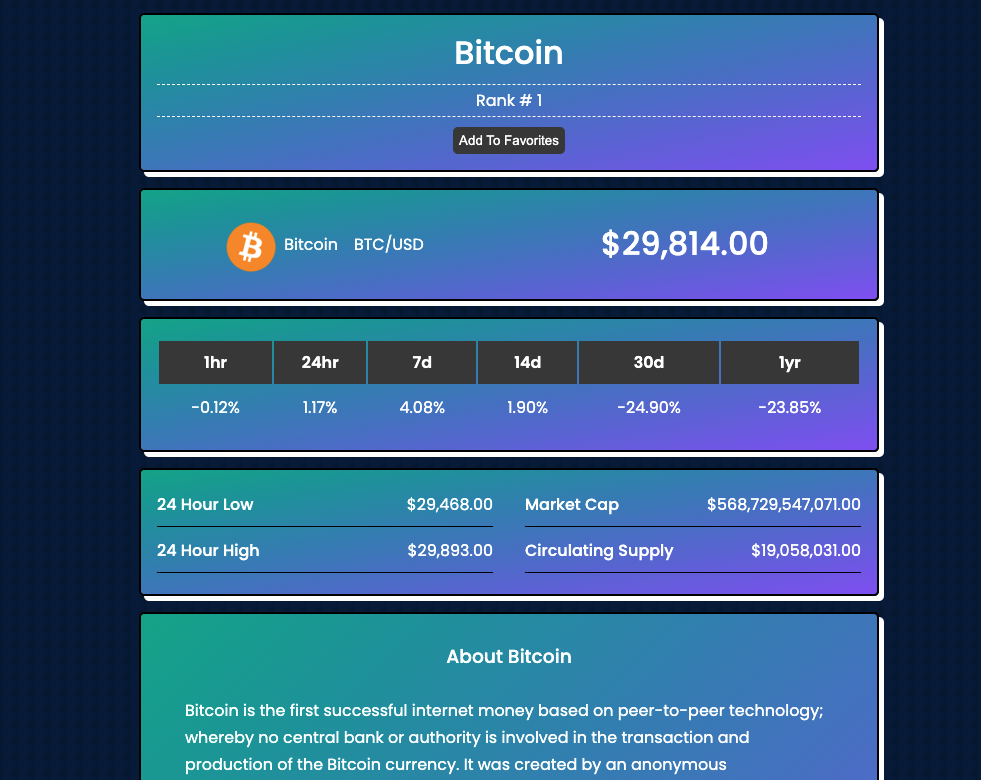 Bitcoin
Rank # 1
Add To Favorites
Bitcoin BTC/USD $29,814.00
1hr 24hr 7d 14d 30d 1yr
-0.12% 1.17% 4.08% 1.90% -24.90% -23.85%
24 Hour Low $29,468.00 Market Cap $568,729,547,071.00
24 Hour High $29,893.00 Circulating Supply $19,058,031.00
About Bitcoin
Bitcoin is the first successful internet money based on peer-to-peer technology;
whereby no central bank or authority is involved in the transaction and
production of the Bitcoin currency. It was created by an anonymous